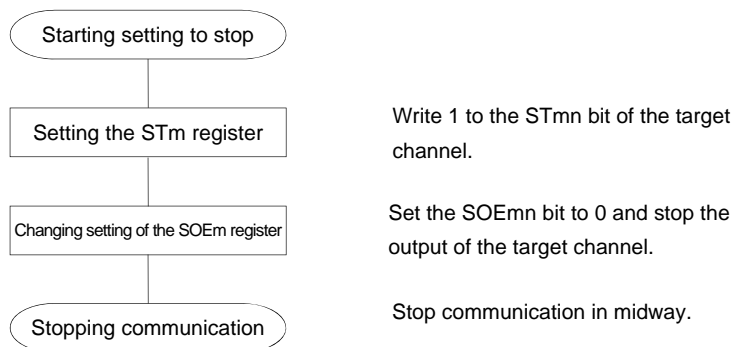 Starting setting to stop
Setting the STm register
Write 1 to the STmn bit of the target
channel.
Changing setting of the SOEm register
Set the SOEmn bit to 0 and stop the
output of the target channel.
Stopping communication
Stop communication in midway.